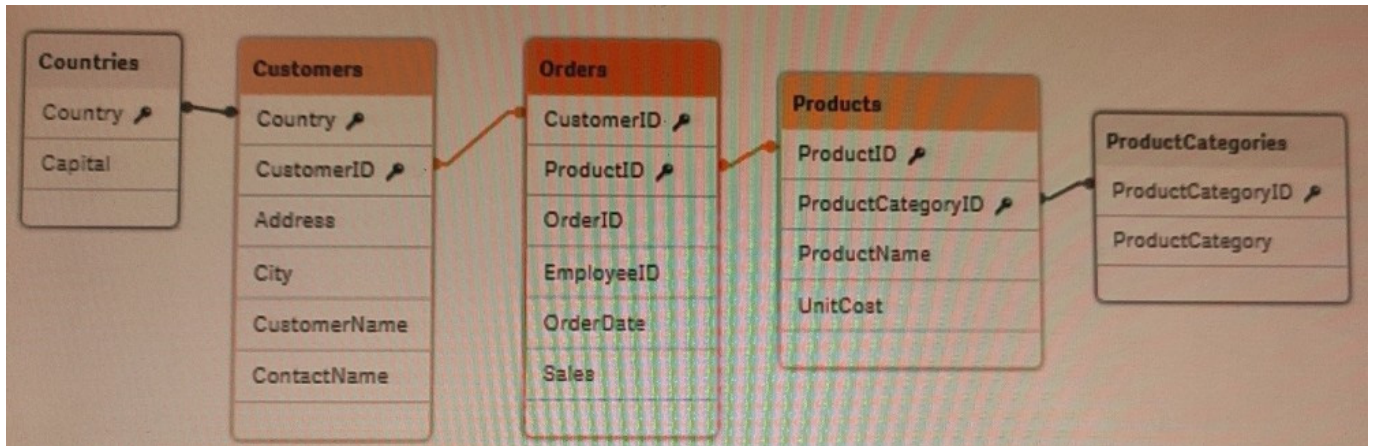 Countries
Country
Capital
Customers
Country
CustomerID
Address
City
CustomerName
ContactName
Orders
CustomerID
ProductID
OrderID
EmployeeID
OrderDate
Sales
Products
ProductID
ProductCategoryID
ProductName
UnitCost
ProductCategories
ProductCategoryID
ProductCategory